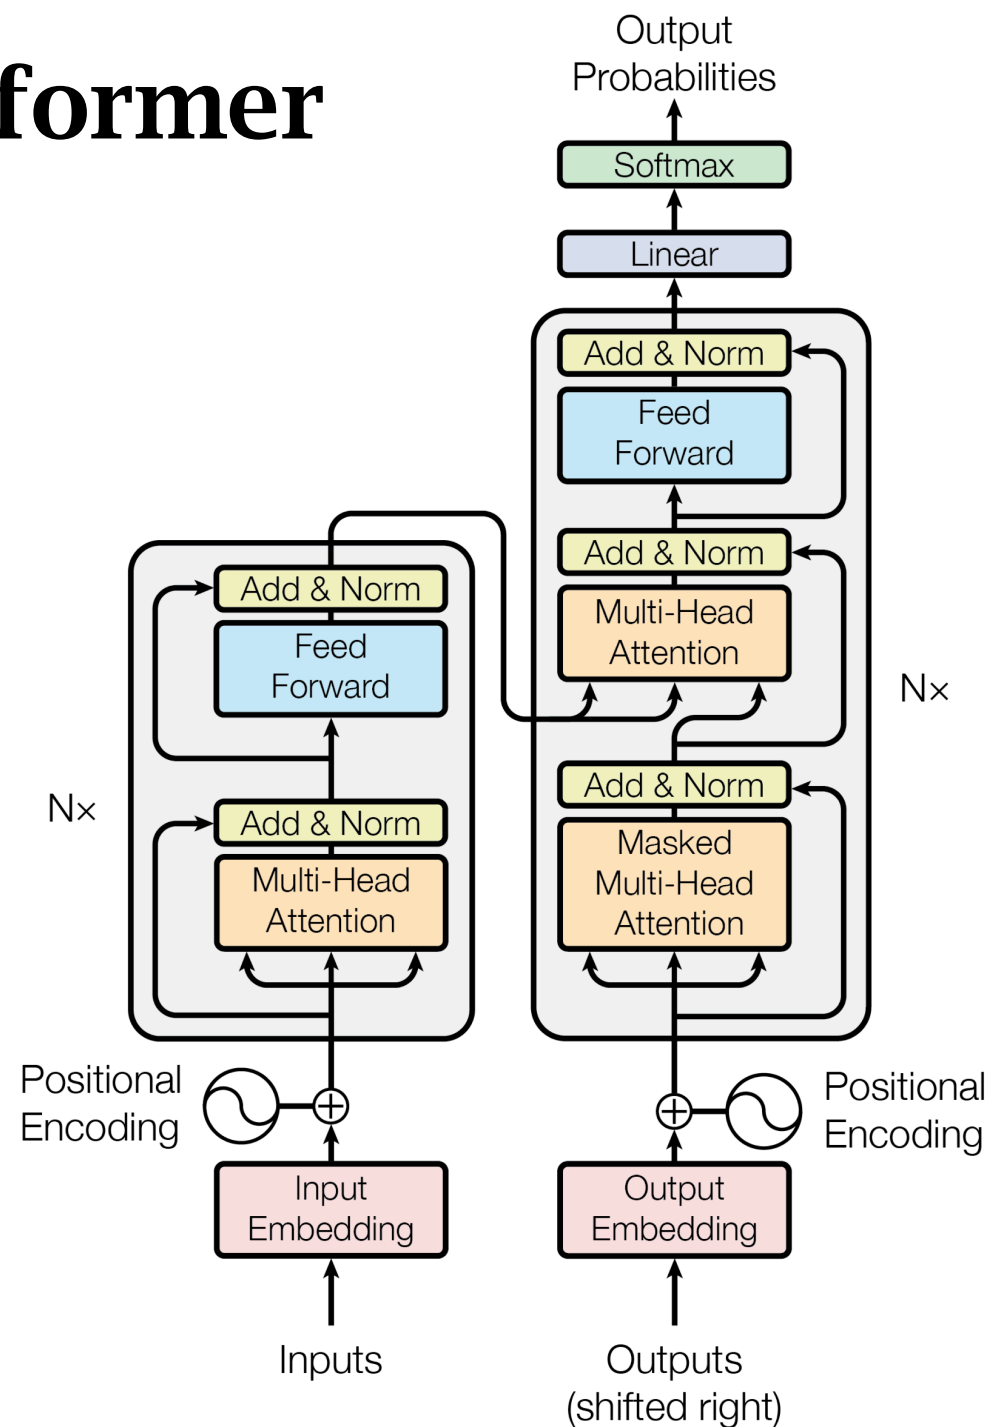 former
Output
Probabilities
Softmax
Linear
Add & Norm
Feed
Forward
Add & Norm
Multi-Head
Attention
Add & Norm
Masked
Multi-Head
Attention
Nx
Add & Norm
Feed
Forward
Add & Norm
Multi-Head
Attention
N×
Positional
Encoding
Positional
Encoding
Input
Embedding
Output
Embedding
Inputs
Outputs
(shifted right)